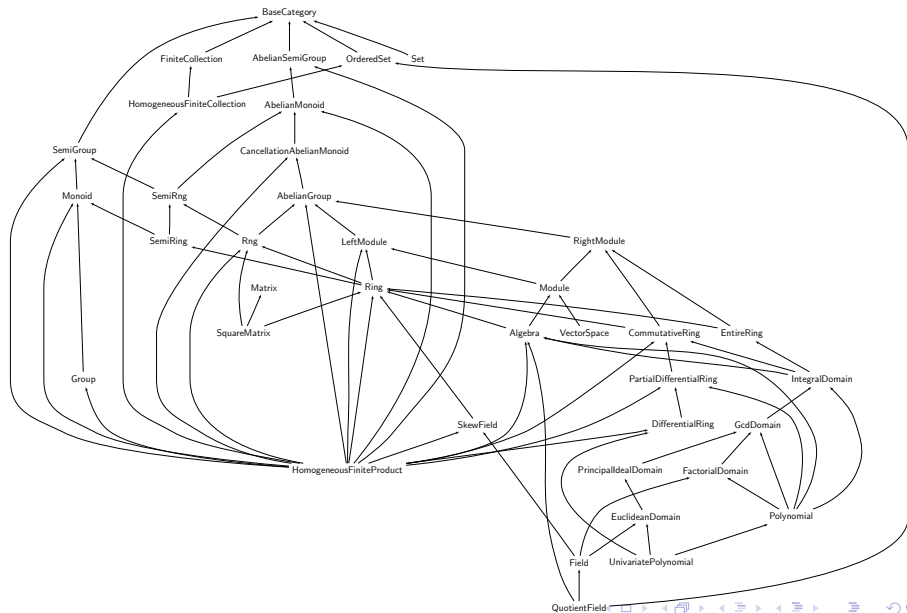 BaseCategory
FiniteCollection
AbelianSemiGroup
OrderedSet
Set
HomogeneousFiniteCollection
AbelianMonoid
SemiGroup
CancellationAbelianMonoid
Monoid
SemiRng
AbelianGroup
SemiRing
Rng
LeftModule
RightModule
Matrix
Ring
Module
SquareMatrix
Algebra
VectorSpace
CommutativeRing
EntireRing
Group
PartialDifferentialRing
IntegralDomain
SkewField
DifferentialRing
GcdDomain
HomogeneousFiniteProduct
PrincipalIdealDomain
FactorialDomain
EuclideanDomain
Polynomial
Field
UnivariatePolynomial
QuotientField